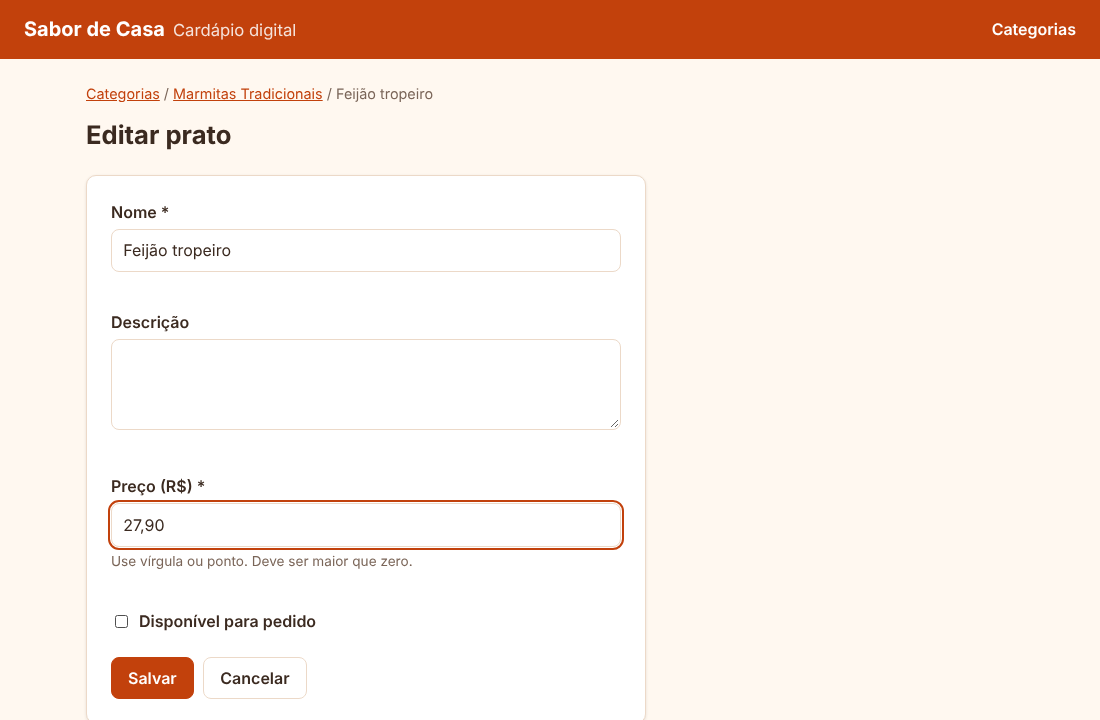 Sabor de Casa Cardápio digital
Categorias
Categorias / Marmitas Tradicionais / Feijão tropeiro
Editar prato
Nome *
Feijão tropeiro
Descrição
Preço (R$) *
27,90
Use vírgula ou ponto. Deve ser maior que zero.
Disponível para pedido
Salvar
Cancelar